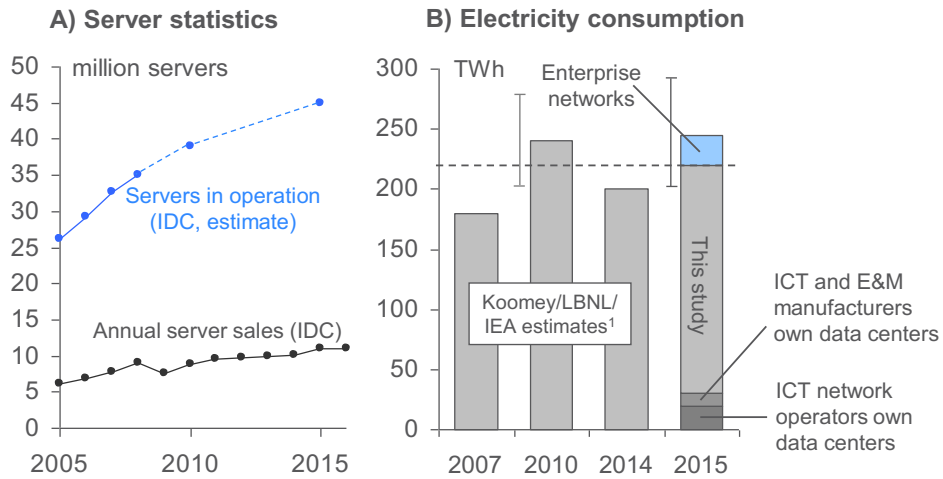 A) Server statistics
50
45
40
35
30
25
20
15
10
5
0
million servers
Servers in operation
(IDC, estimate)
Annual server sales (IDC)
2005
2010
2015
B) Electricity consumption
300
250
200
150
100
50
0
TWh
Enterprise
networks
Koomey/LBNL/
IEA estimates¹
This study
ICT and E&M
manufacturers
own data centers
ICT network
operators own
data centers
2007
2010
2014
2015